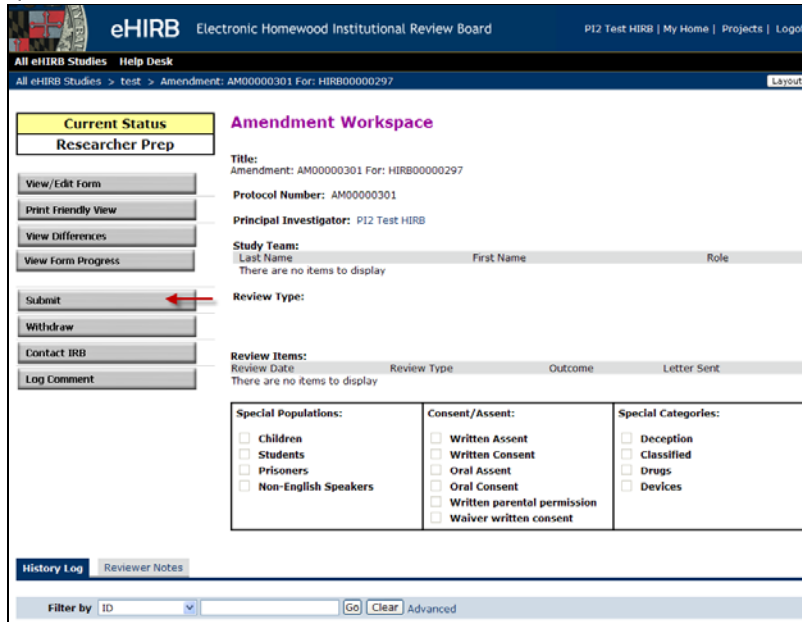 eHIRB Electronic Homewood Institutional Review Board PI2 Test HIRB | My Home | Projects | Logof
All eHIRB Studies Help Desk
All eHIRB Studies > test > Amendment: AM00000301 For: HIRB00000297 Layout
Current Status
Researcher Prep
View/Edit Form
Print Friendly View
View Differences
View Form Progress
Submit
Withdraw
Contact IRB
Log Comment
Amendment Workspace
Title:
Amendment: AM00000301 For: HIRB00000297
Protocol Number: AM00000301
Principal Investigator: PI2 Test HIRB
Study Team:
Last Name First Name Role
There are no items to display
Review Type:
Review Items:
Review Date Review Type Outcome Letter Sent
There are no items to display
Special Populations:
Children
Students
Prisoners
Non-English Speakers
Consent/Assent:
Written Assent
Written Consent
Oral Assent
Oral Consent
Written parental permission
Waiver written consent
Special Categories:
Deception
Classified
Drugs
Devices
History Log Reviewer Notes
Filter by ID Go Clear Advanced